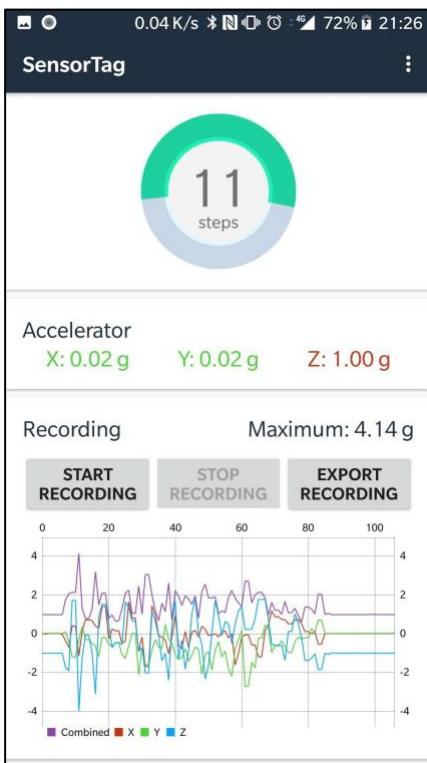 0.04 K/s 4G 72% 21:26
SensorTag
11
steps
Accelerator
X: 0.02 g Y: 0.02 g Z: 1.00 g
Recording Maximum: 4.14 g
START RECORDING STOP RECORDING EXPORT RECORDING
0 20 40 60 80 100
4 4
2 2
0 0
-2 -2
-4 -4
Combined X Y Z